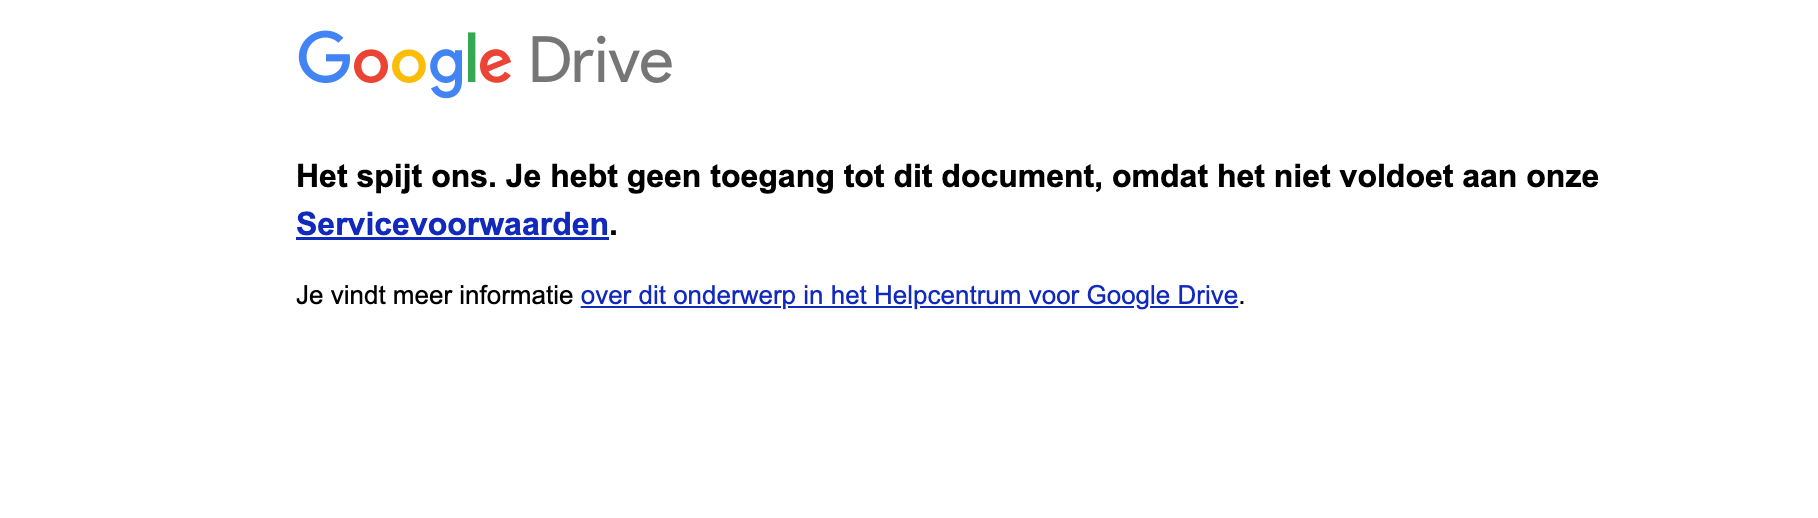 Google Drive
Het spijt ons. Je hebt geen toegang tot dit document, omdat het niet voldoet aan onze
Servicevoorwaarden.
Je vindt meer informatie over dit onderwerp in het Helpcentrum voor Google Drive.